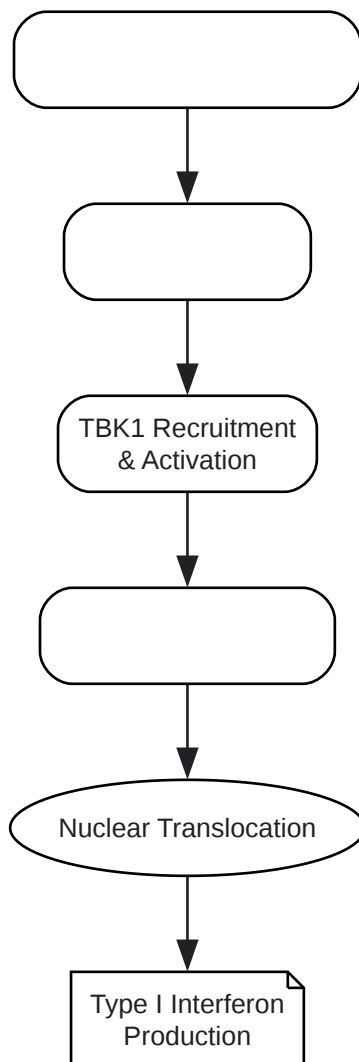 TBK1 Recruitment
& Activation
Nuclear Translocation
Type I Interferon
Production